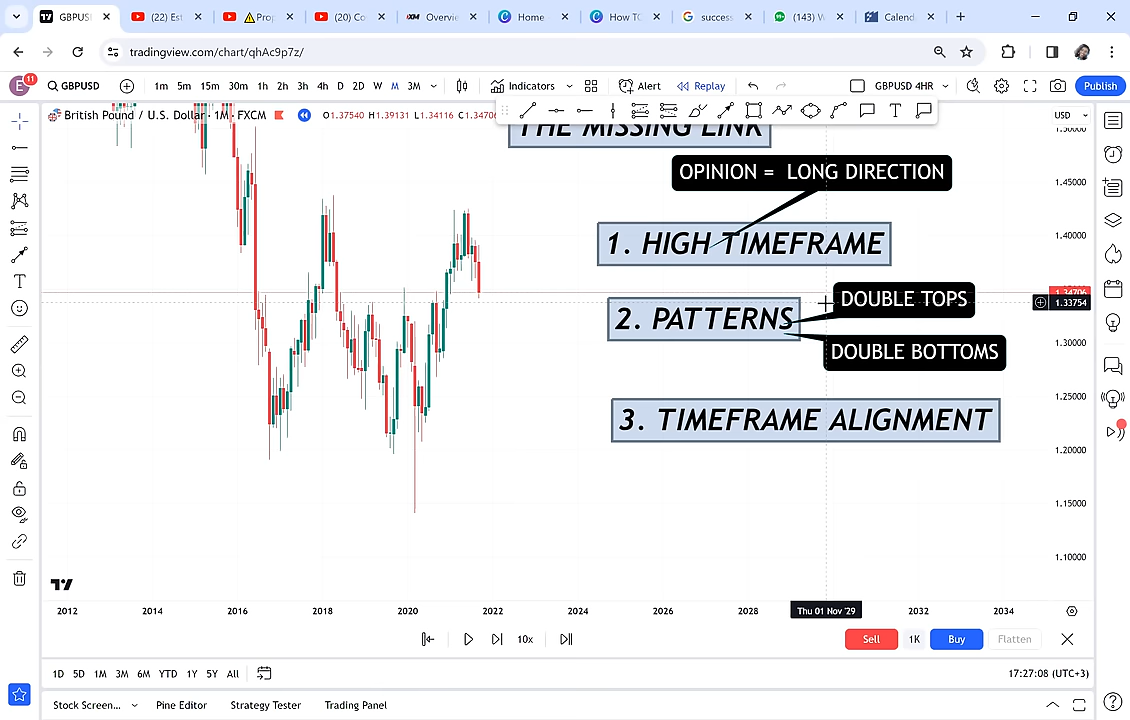 GBPUSD
(22) Est
Prop
(20) Co
XM Overvie
Home
How TC
G success
(143) W
Calend
tradingview.com/chart/qhAc9p7z/
E 11 GBPUSD
1m 5m 15m 30m 1h 2h 3h 4h D 2D W M 3M
Indicators
Alert
Replay
GBPUSD 4HR
Publish
British Pound / U.S. Dollar · 1M · FXCM
O1.37540 H1.39131 L1.34116 C1.34706
USD
THE MISSING LINK
OPINION = LONG DIRECTION
1. HIGH TIMEFRAME
2. PATTERNS
DOUBLE TOPS
DOUBLE BOTTOMS
3. TIMEFRAME ALIGNMENT
1.50000
1.45000
1.40000
1.34706
1.33754
1.30000
1.25000
1.20000
1.15000
1.10000
2012 2014 2016 2018 2020 2022 2024 2026 2028 Thu 01 Nov '29 2032 2034
10x
Sell 1K Buy Flatten
1D 5D 1M 3M 6M YTD 1Y 5Y All
17:27:08 (UTC+3)
Stock Screen... Pine Editor Strategy Tester Trading Panel